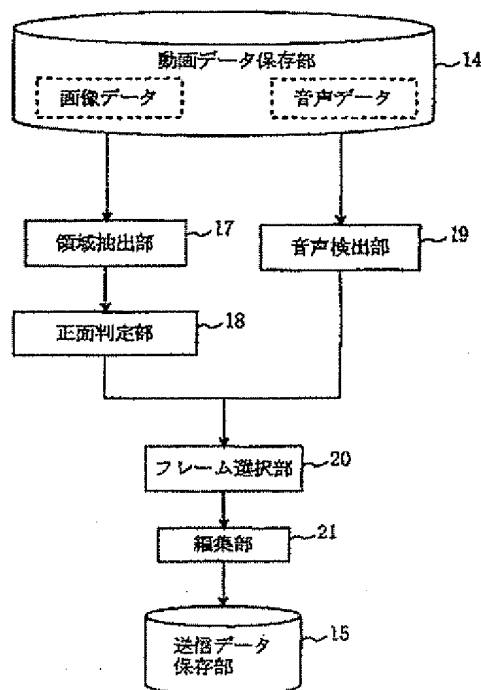 動画データ保存部
14
画像データ
音声データ
領域抽出部
17
音声検出部
19
正面判定部
18
フレーム選択部
20
編集部
21
送信データ
保存部
15